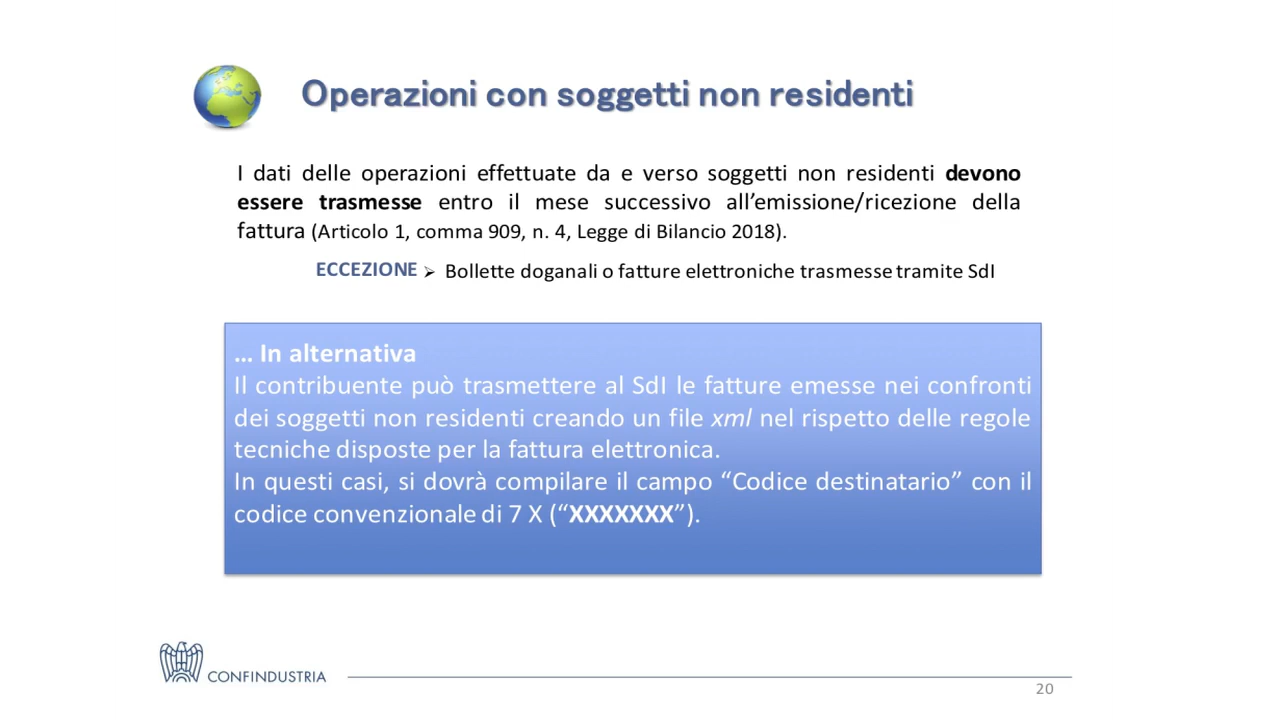 Operazioni con soggetti non residenti
I dati delle operazioni effettuate da e verso soggetti non residenti devono
essere trasmesse entro il mese successivo all’emissione/ricezione della
fattura (Articolo 1, comma 909, n. 4, Legge di Bilancio 2018).
ECCEZIONE ➢ Bollette doganali o fatture elettroniche trasmesse tramite SdI
… In alternativa
Il contribuente può trasmettere al SdI le fatture emesse nei confronti
dei soggetti non residenti creando un file xml nel rispetto delle regole
tecniche disposte per la fattura elettronica.
In questi casi, si dovrà compilare il campo “Codice destinatario” con il
codice convenzionale di 7 X (“XXXXXXX”).
CONFINDUSTRIA
20